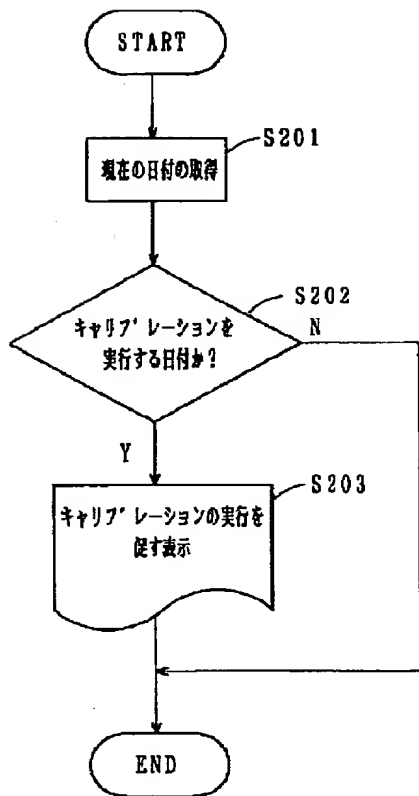 START
S201
現在の日付の取得
S202
キャリブレーションを
実行する日付か?
N
Y
S203
キャリブレーションの実行を
促す表示
END